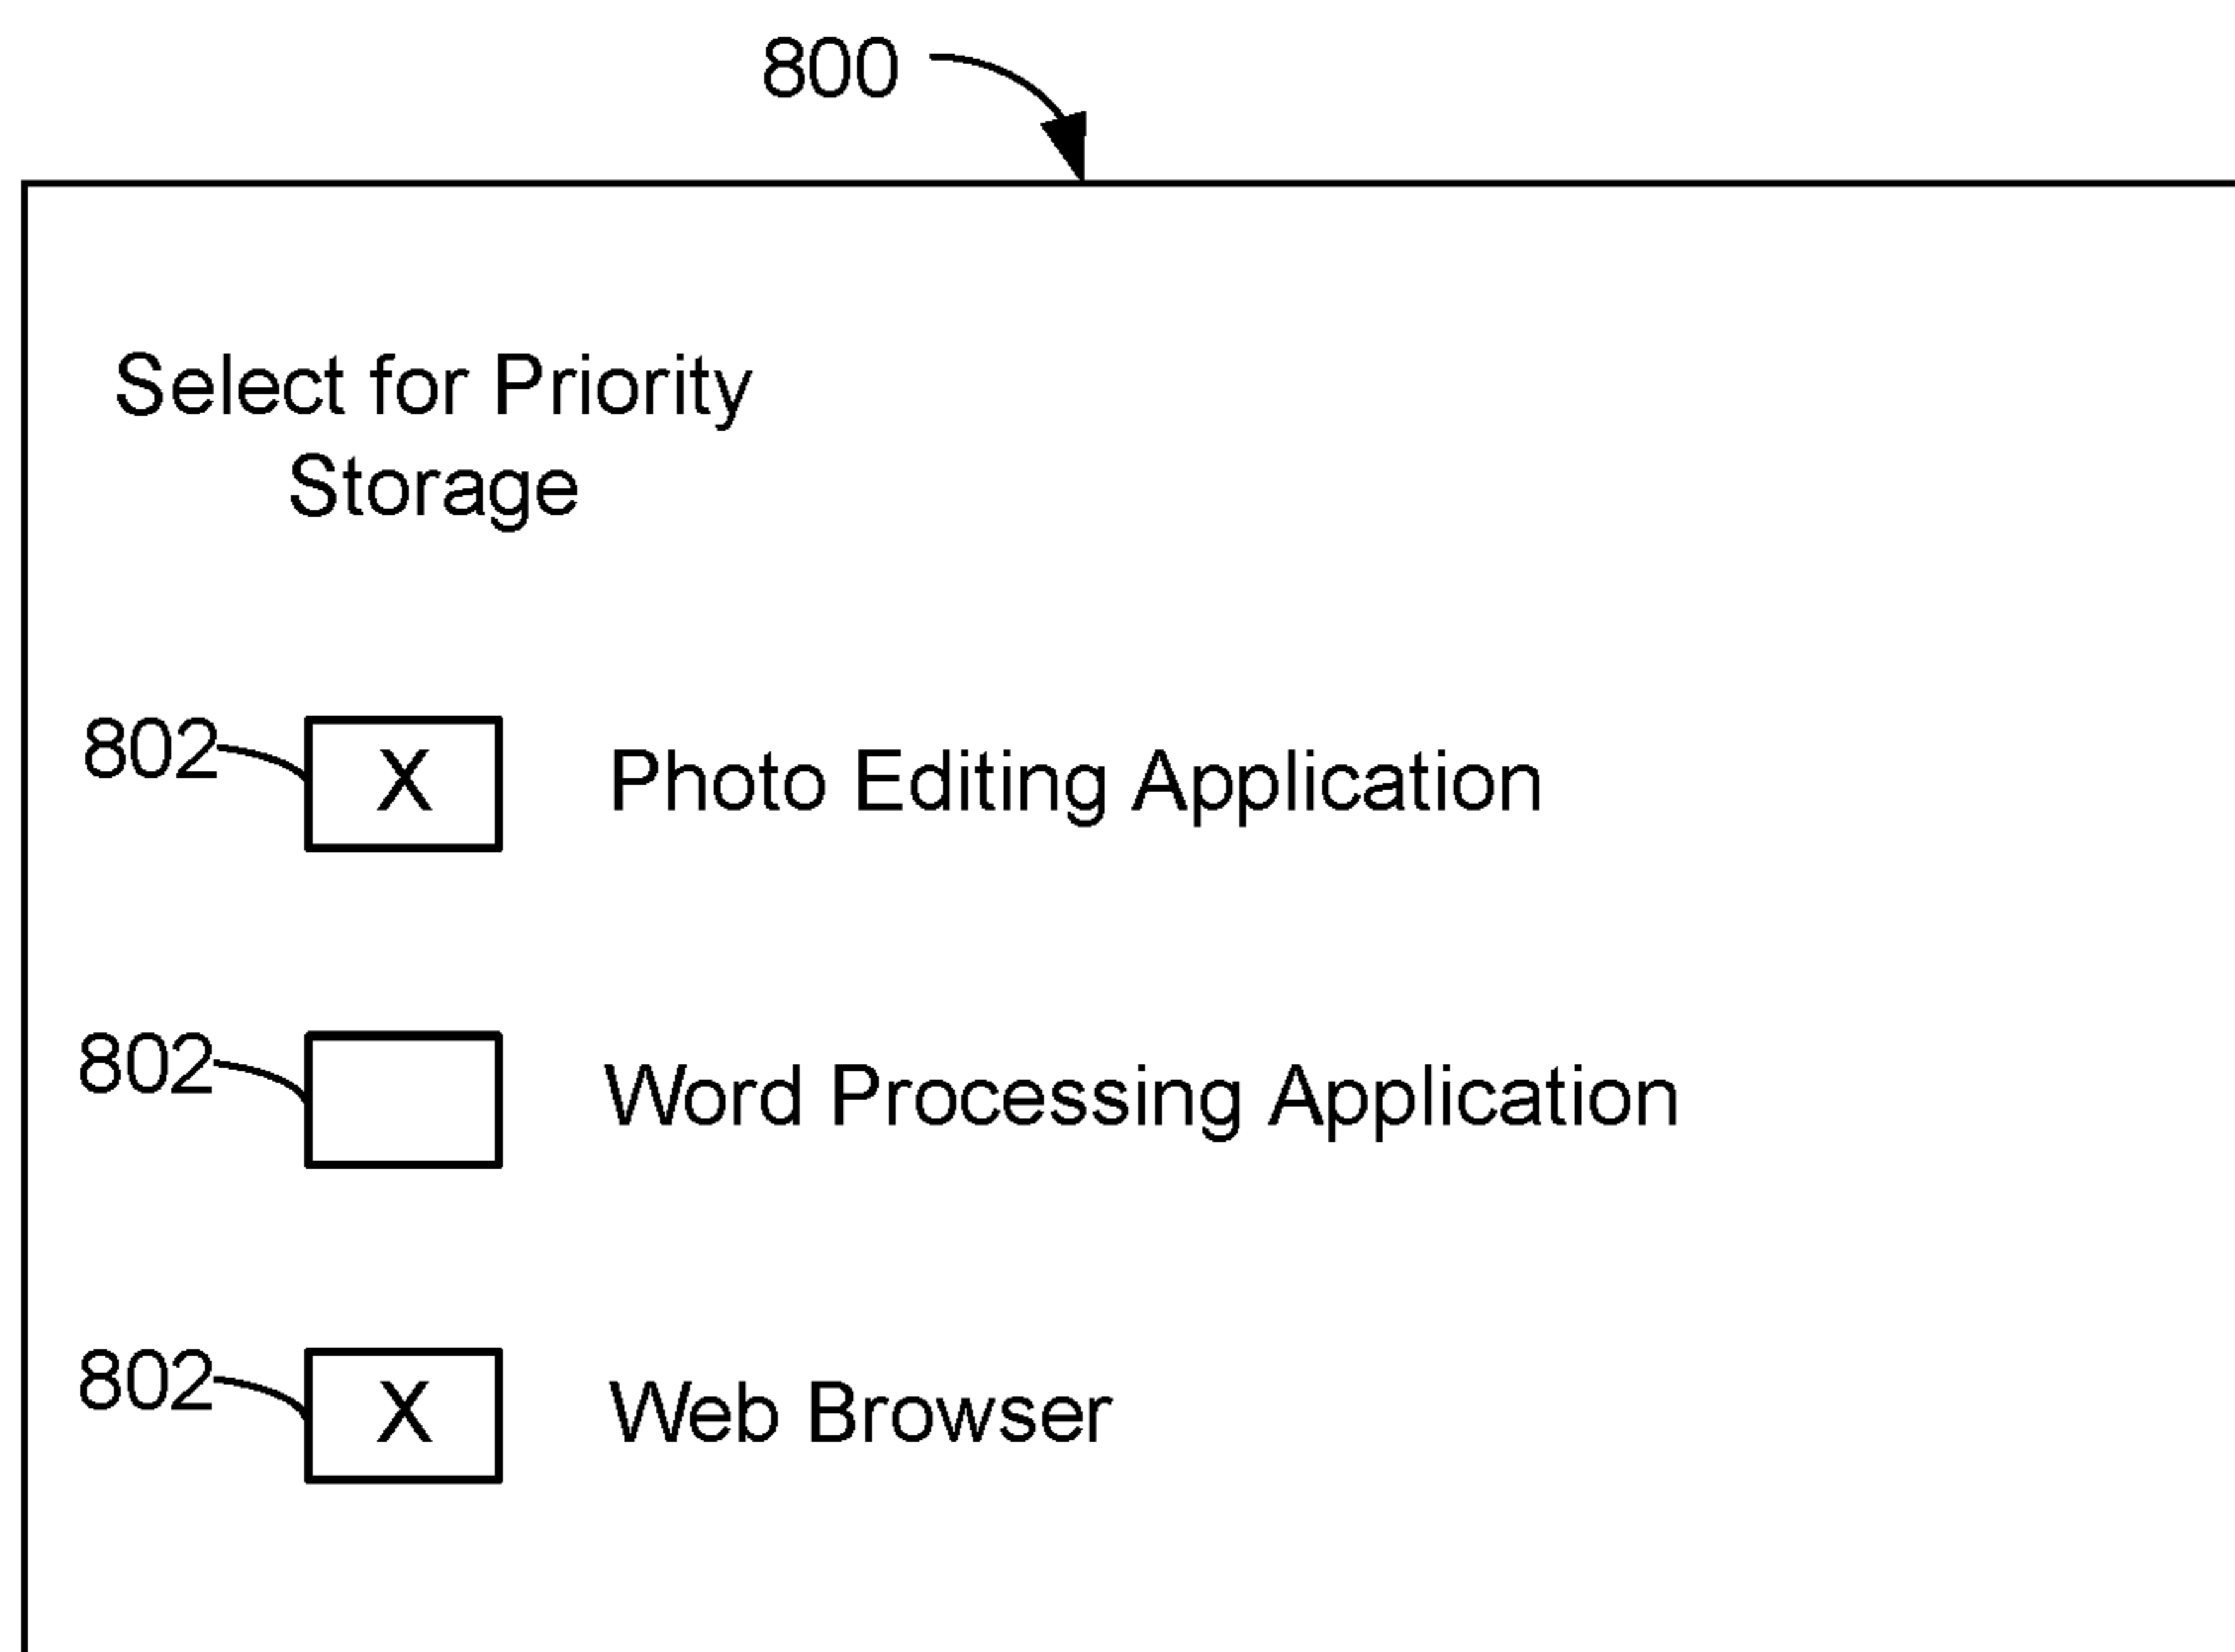 800
Select for Priority
Storage
802 X Photo Editing Application
802 Word Processing Application
802 X Web Browser